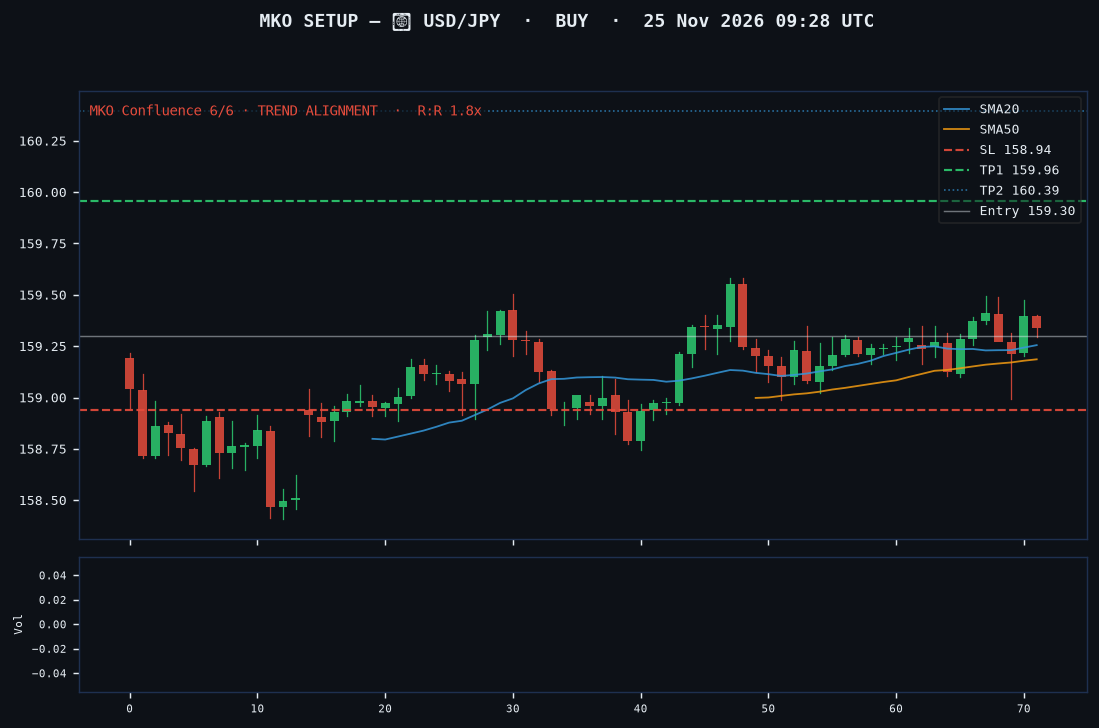 MKO SETUP — USD/JPY · BUY · 25 Nov 2026 09:28 UTC
MKO Confluence 6/6 · TREND ALIGNMENT · R:R 1.8x
SMA20
SMA50
SL 158.94
TP1 159.96
TP2 160.39
Entry 159.30
160.25
160.00
159.75
159.50
159.25
159.00
158.75
158.50
Vol
0.04
0.02
0.00
−0.02
−0.04
0 10 20 30 40 50 60 70